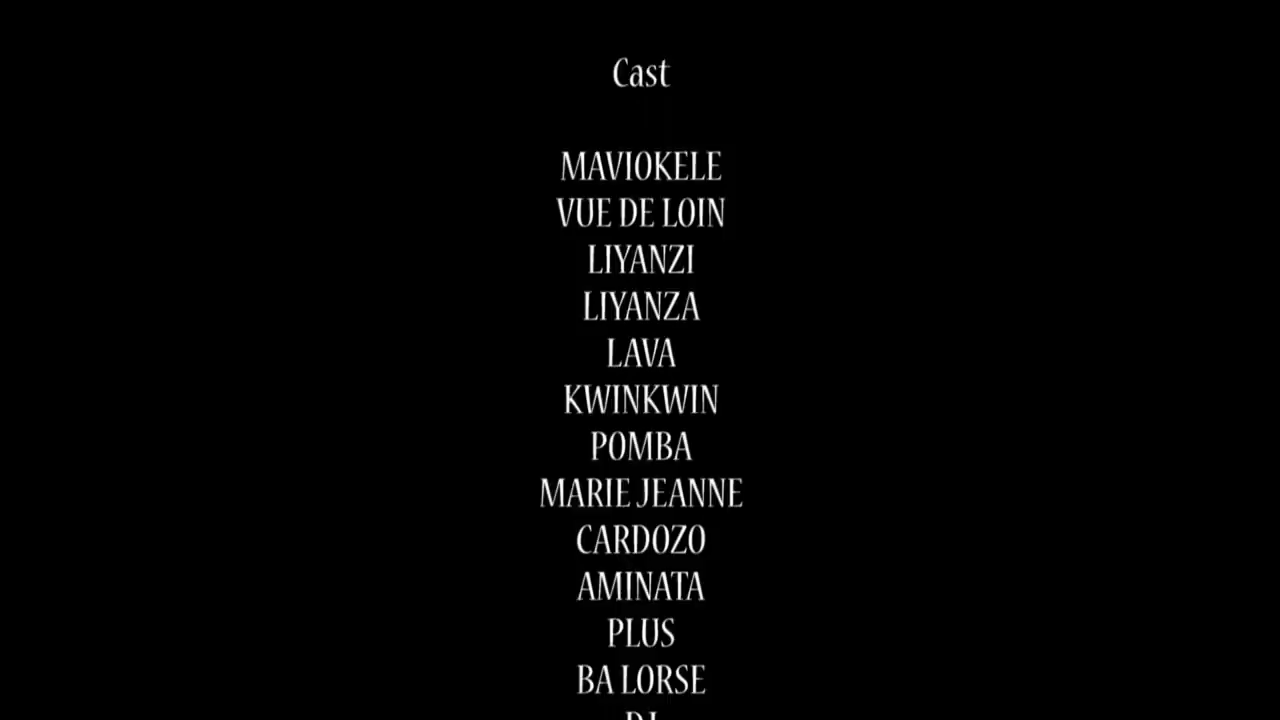 Cast
MAVIOKELE
VUE DE LOIN
LIYANZI
LIYANZA
LAVA
KWINKWIN
POMBA
MARIE JEANNE
CARDOZO
AMINATA
PLUS
BA LORSE